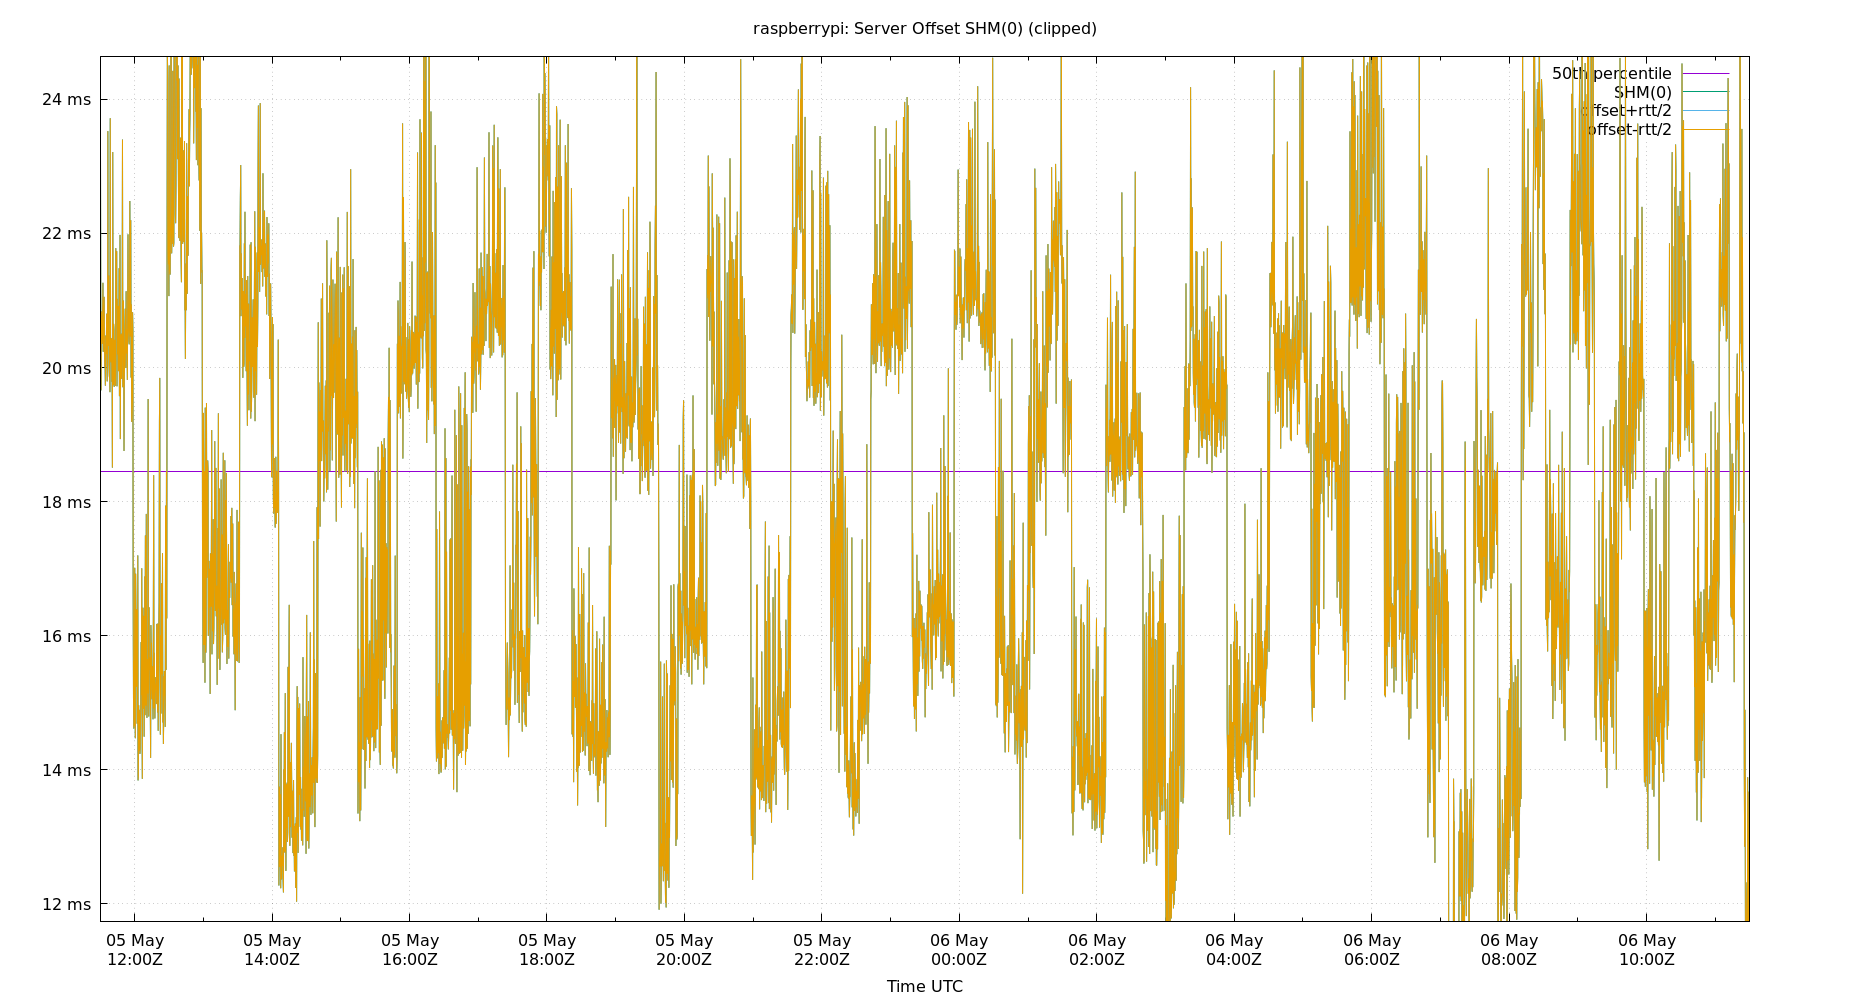 raspberrypi: Server Offset SHM(0) (clipped)
50th percentile
SHM(0)
offset+rtt/2
offset-rtt/2
24 ms
22 ms
20 ms
18 ms
16 ms
14 ms
12 ms
05 May 05 May 05 May 05 May 05 May 05 May 06 May 06 May 06 May 06 May 06 May 06 May
12:00Z 14:00Z 16:00Z 18:00Z 20:00Z 22:00Z 00:00Z 02:00Z 04:00Z 06:00Z 08:00Z 10:00Z
Time UTC